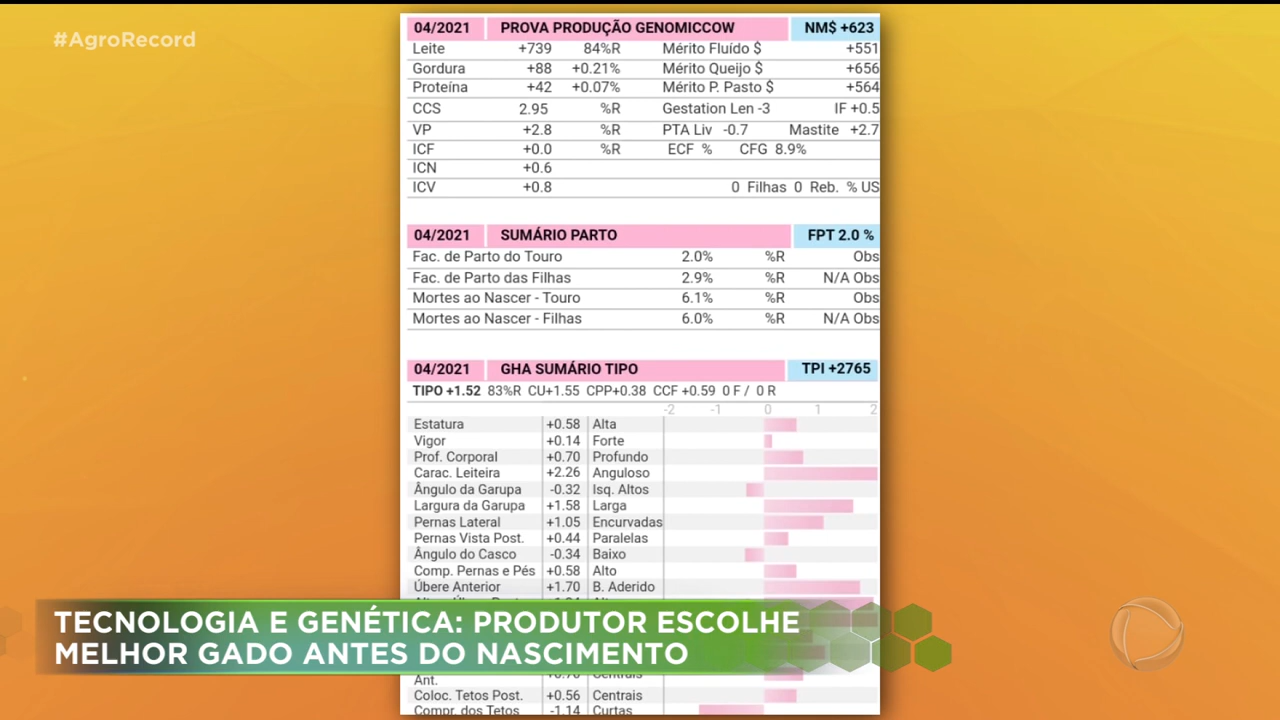 #AgroRecord
04/2021 PROVA PRODUÇÃO GENOMICCOW NM$ +623
Leite +739 84%R Mérito Fluído $ +551
Gordura +88 +0.21% Mérito Queijo $ +656
Proteína +42 +0.07% Mérito P. Pasto $ +564
CCS 2.95 %R Gestation Len -3 IF +0.5
VP +2.8 %R PTA Liv -0.7 Mastite +2.7
ICF +0.0 %R ECF % CFG 8.9%
ICN +0.6
ICV +0.8 0 Filhas 0 Reb. % US
04/2021 SUMÁRIO PARTO FPT 2.0 %
Fac. de Parto do Touro 2.0% %R Obs
Fac. de Parto das Filhas 2.9% %R N/A Obs
Mortes ao Nascer - Touro 6.1% %R Obs
Mortes ao Nascer - Filhas 6.0% %R N/A Obs
04/2021 GHA SUMÁRIO TIPO TPI +2765
TIPO +1.52 83%R CU+1.55 CPP+0.38 CCF +0.59 0 F / 0 R
-2 -1 0 1 2
Estatura +0.58 Alta
Vigor +0.14 Forte
Prof. Corporal +0.70 Profundo
Carac. Leiteira +2.26 Anguloso
Ângulo da Garupa -0.32 Isq. Altos
Largura da Garupa +1.58 Larga
Pernas Lateral +1.05 Encurvadas
Pernas Vista Post. +0.44 Paralelas
Ângulo do Casco -0.34 Baixo
Comp. Pernas e Pés +0.58 Alto
Úbere Anterior +1.70 B. Aderido
TECNOLOGIA E GENÉTICA: PRODUTOR ESCOLHE
MELHOR GADO ANTES DO NASCIMENTO
Ant. Centrais
Coloc. Tetos Post. +0.56 Centrais
Compr. dos Tetos -1.14 Curtas